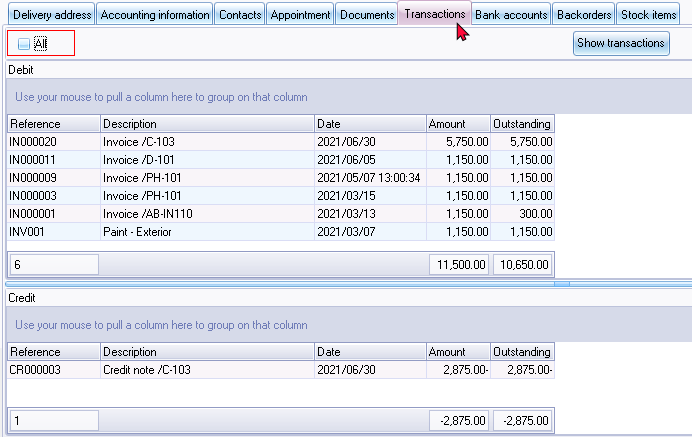 Delivery address Accounting information Contacts Appointment Documents Transactions Bank accounts Backorders Stock items
All Show transactions
Debit
Use your mouse to pull a column here to group on that column
Reference Description Date Amount Outstanding
IN000020 Invoice /C-103 2021/06/30 5,750.00 5,750.00
IN000011 Invoice /D-101 2021/06/05 1,150.00 1,150.00
IN000009 Invoice /PH-101 2021/05/07 13:00:34 1,150.00 1,150.00
IN000003 Invoice /PH-101 2021/03/15 1,150.00 1,150.00
IN000001 Invoice /AB-IN110 2021/03/13 1,150.00 300.00
INV001 Paint - Exterior 2021/03/07 1,150.00 1,150.00
6 11,500.00 10,650.00
Credit
Use your mouse to pull a column here to group on that column
Reference Description Date Amount Outstanding
CR000003 Credit note /C-103 2021/06/30 2,875.00- 2,875.00-
1 -2,875.00 -2,875.00